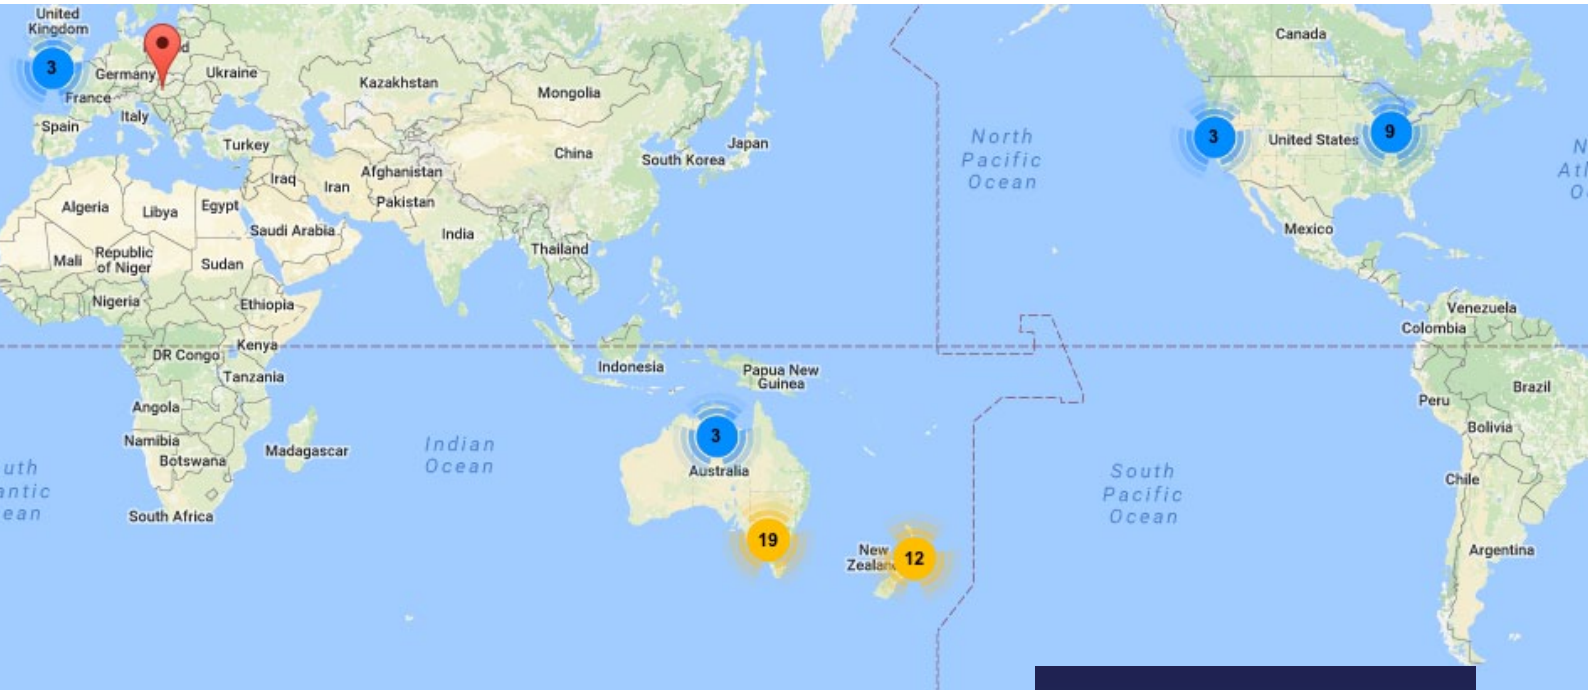 United
Kingdom
Canada
3
Germany
Ukraine
Kazakhstan
Mongolia
France
Italy
Spain
Turkey
China
South Korea
Japan
North
Pacific
Ocean
3
United States
9
Iraq
Iran
Afghanistan
Pakistan
Algeria
Libya
Egypt
Saudi Arabia
India
Thailand
Mexico
Mali
Republic
of Niger
Sudan
Nigeria
Ethiopia
Venezuela
Colombia
DR Congo
Kenya
Tanzania
Indonesia
Papua New
Guinea
Brazil
Peru
Angola
Namibia
Botswana
Madagascar
Indian
Ocean
3
Australia
Bolivia
Chile
South
Pacific
Ocean
South Africa
19
New
Zealan
12
Argentina